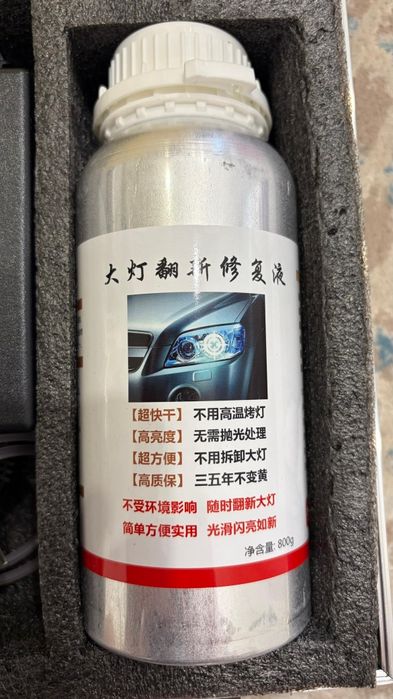 大灯翻新修复液
【超快干】 不用高温烤灯
【高亮度】 无需抛光处理
【超方便】 不用拆卸大灯
【高质保】 三五年不变黄
不受环境影响 随时翻新大灯
简单方便实用 光滑闪亮如新
净含量: 800g